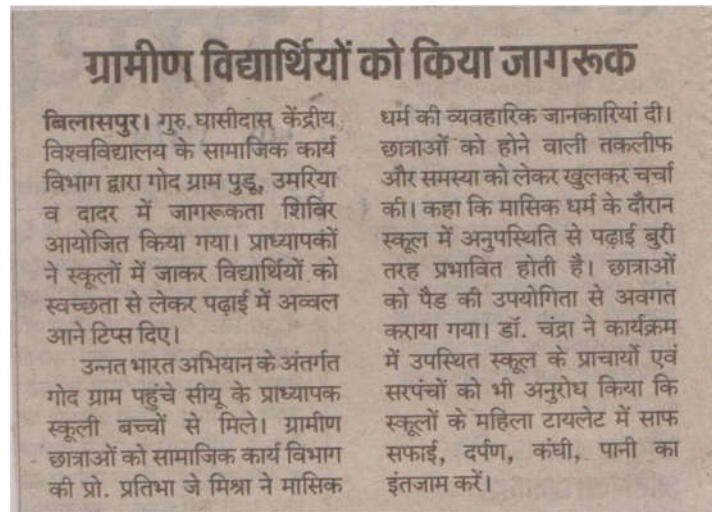 ग्रामीण विद्यार्थियों को किया जागरूक
बिलासपुर। गुरु घासीदास केंद्रीय
विश्वविद्यालय के सामाजिक कार्य
विभाग द्वारा गोद ग्राम पुडू, उमरिया
व दादर में जागरूकता शिविर
आयोजित किया गया। प्राध्यापकों
ने स्कूलों में जाकर विद्यार्थियों को
स्वच्छता से लेकर पढ़ाई में अव्वल
आने टिप्स दिए।
उन्नत भारत अभियान के अंतर्गत
गोद ग्राम पहुंचे सीयू के प्राध्यापक
स्कूली बच्चों से मिले। ग्रामीण
छात्राओं को सामाजिक कार्य विभाग
की प्रो. प्रतिभा जे मिश्रा ने मासिक
धर्म की व्यवहारिक जानकारियां दी।
छात्राओं को होने वाली तकलीफ
और समस्या को लेकर खुलकर चर्चा
की। कहा कि मासिक धर्म के दौरान
स्कूल में अनुपस्थिति से पढ़ाई बुरी
तरह प्रभावित होती है। छात्राओं
को पैड की उपयोगिता से अवगत
कराया गया। डॉ. चंद्रा ने कार्यक्रम
में उपस्थित स्कूल के प्राचार्यो एवं
सरपंचों को भी अनुरोध किया कि
स्कूलों के महिला टायलेट में साफ
सफाई, दर्पण, कंघी, पानी का
इंतजाम करें।